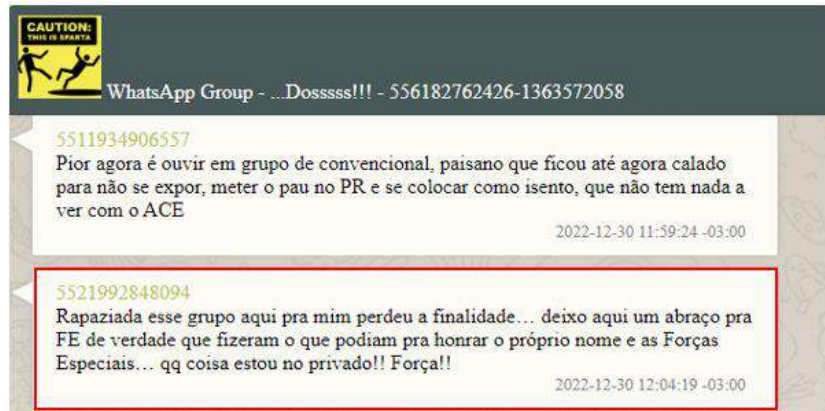 CAUTION:
THIS IS SPARTA
WhatsApp Group - ...Dosssss!!! - 556182762426-1363572058
5511934906557
Pior agora é ouvir em grupo de convencional, paisano que ficou até agora calado
para não se expor, meter o pau no PR e se colocar como isento, que não tem nada a
ver com o ACE
2022-12-30 11:59:24 -03:00
5521992848094
Rapaziada esse grupo aqui pra mim perdeu a finalidade… deixo aqui um abraço pra
FE de verdade que fizeram o que podiam pra honrar o próprio nome e as Forças
Especiais… qq coisa estou no privado!! Força!!
2022-12-30 12:04:19 -03:00